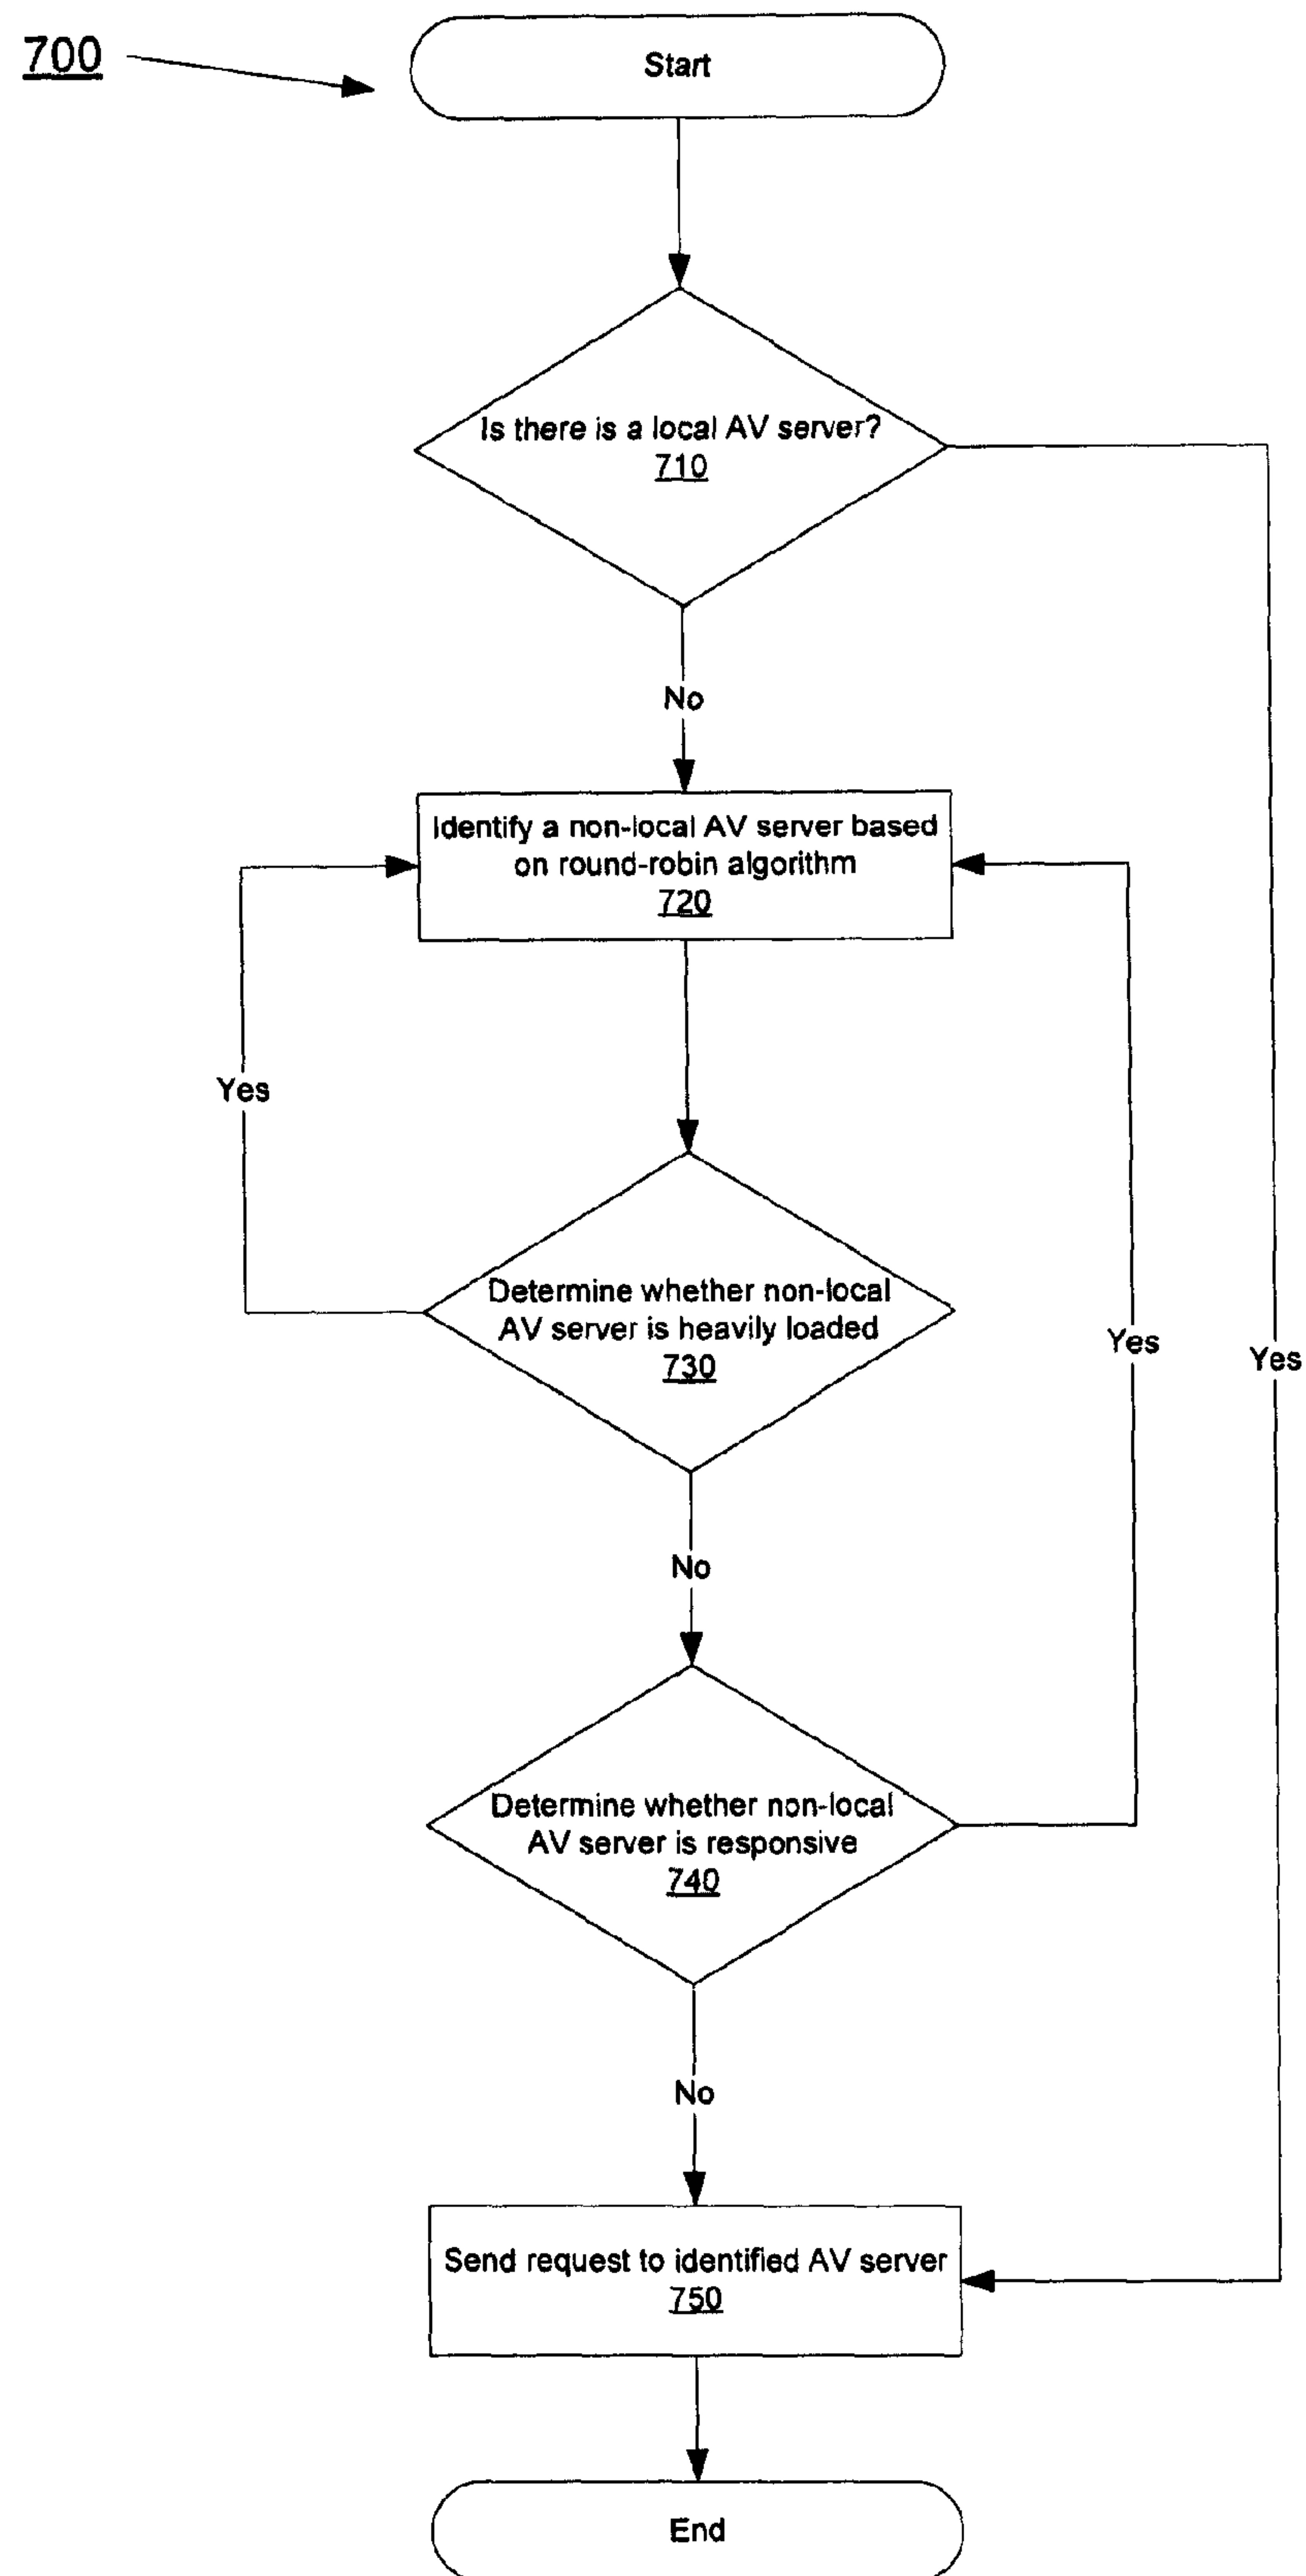 700
Start
Is there is a local AV server?
710
No
Identify a non-local AV server based
on round-robin algorithm
720
Yes
Determine whether non-local
AV server is heavily loaded
730
Yes
Yes
No
Determine whether non-local
AV server is responsive
740
No
Send request to identified AV server
750
End